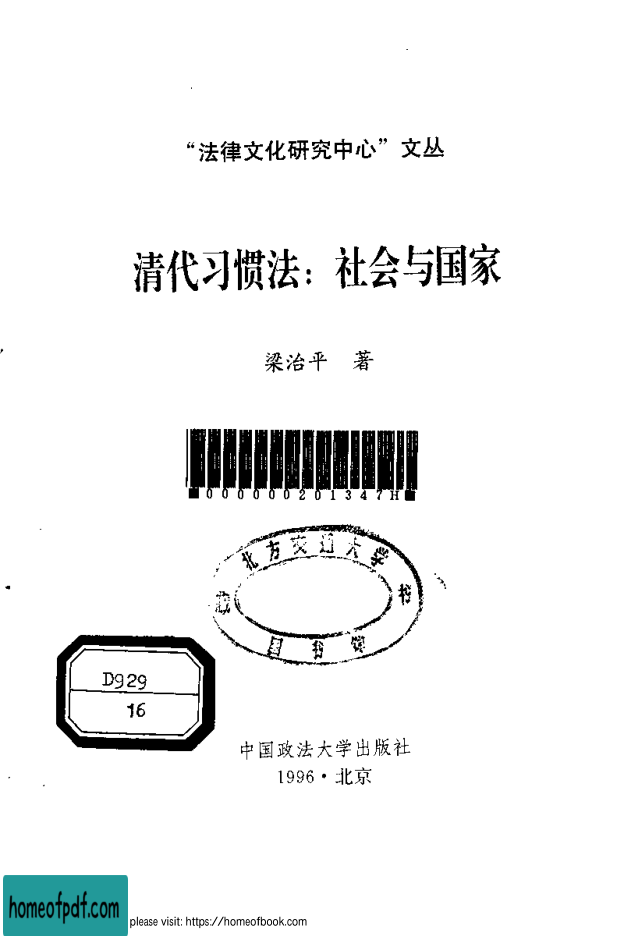 “法律文化研究中心”文丛
清代习惯法：社会与国家
梁治平 著
000000201347H
北方交通大学
藏 书
图书馆
D929
16
中国政法大学出版社
1996·北京
homeofpdf.com
please visit: https://homeofbook.com